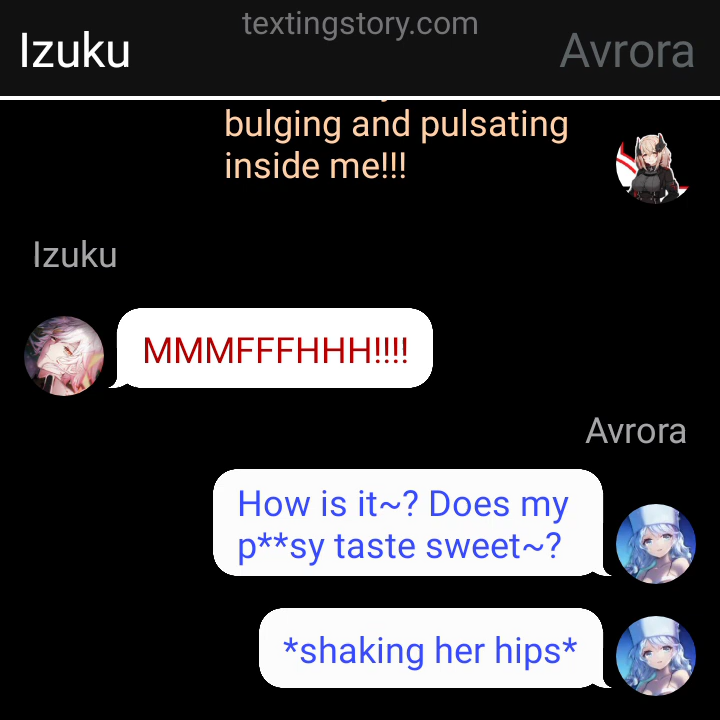 textingstory.com
Izuku
Avrora
bulging and pulsating
inside me!!!
Izuku
MMMFFFHHH!!!!
Avrora
How is it~? Does my
p**sy taste sweet~?
*shaking her hips*